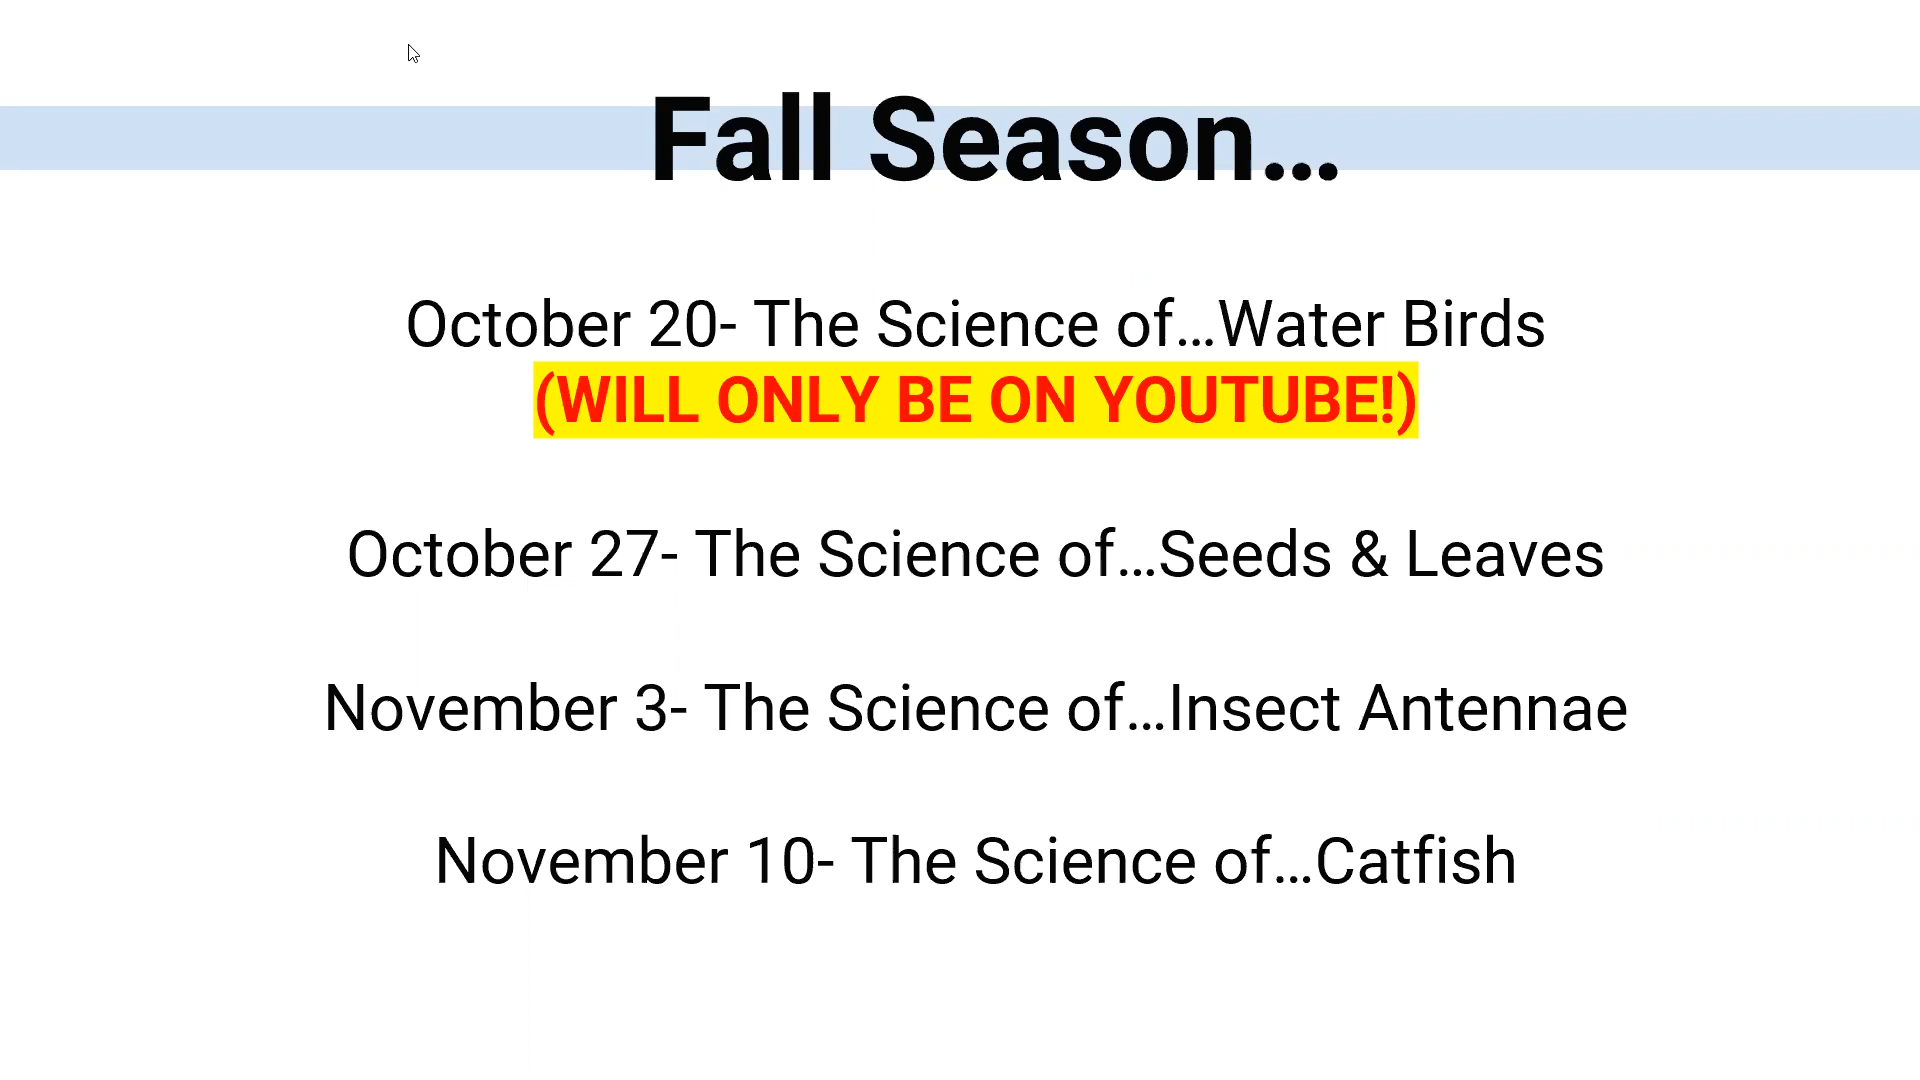 Fall Season...
October 20- The Science of...Water Birds
(WILL ONLY BE ON YOUTUBE!)
October 27- The Science of...Seeds & Leaves
November 3- The Science of...Insect Antennae
November 10- The Science of...Catfish